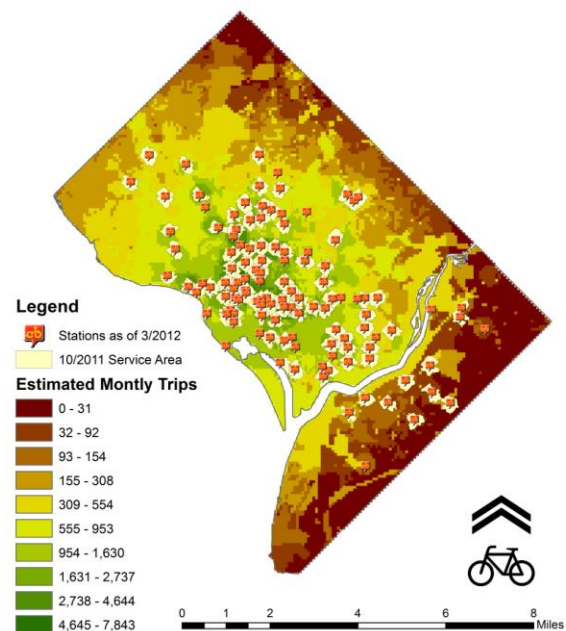 Legend
cb Stations as of 3/2012
10/2011 Service Area
Estimated Montly Trips
0 - 31
32 - 92
93 - 154
155 - 308
309 - 554
555 - 953
954 - 1,630
1,631 - 2,737
2,738 - 4,644
4,645 - 7,843
0 1 2 4 6 8
Miles